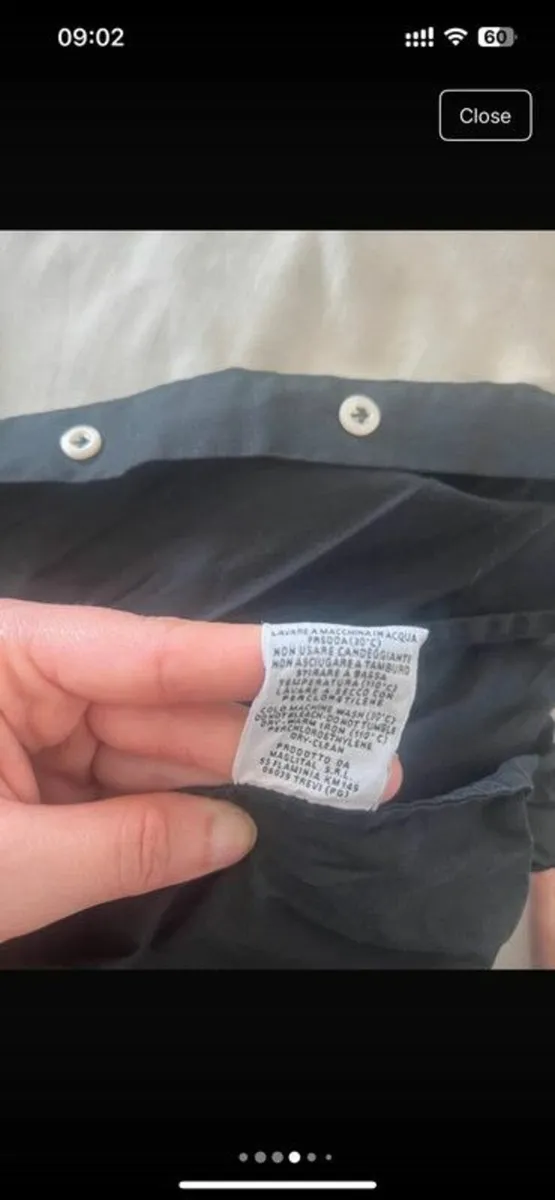 09:02
60
Close
LAVARE A MACCHINA IN ACQUA
FREDDA (30°C)
NON USARE CANDEGGIANTI
NON ASCIUGARE A TAMBURO
STIRARE A BASSA
TEMPERATURA (110°C)
LAVARE A SECCO CON
PERCLOROETILENE
COLD MACHINE WASH (30°C)
DO NOT BLEACH-DO NOT TUMBLE
DRY-WARM IRON (110°C)
PERCHLOROETHYLENE
DRY-CLEAN
PRODOTTO DA
MAGLITAL S.R.L.
SS FLAMINIA KM 145
06039 TREVI (PG)